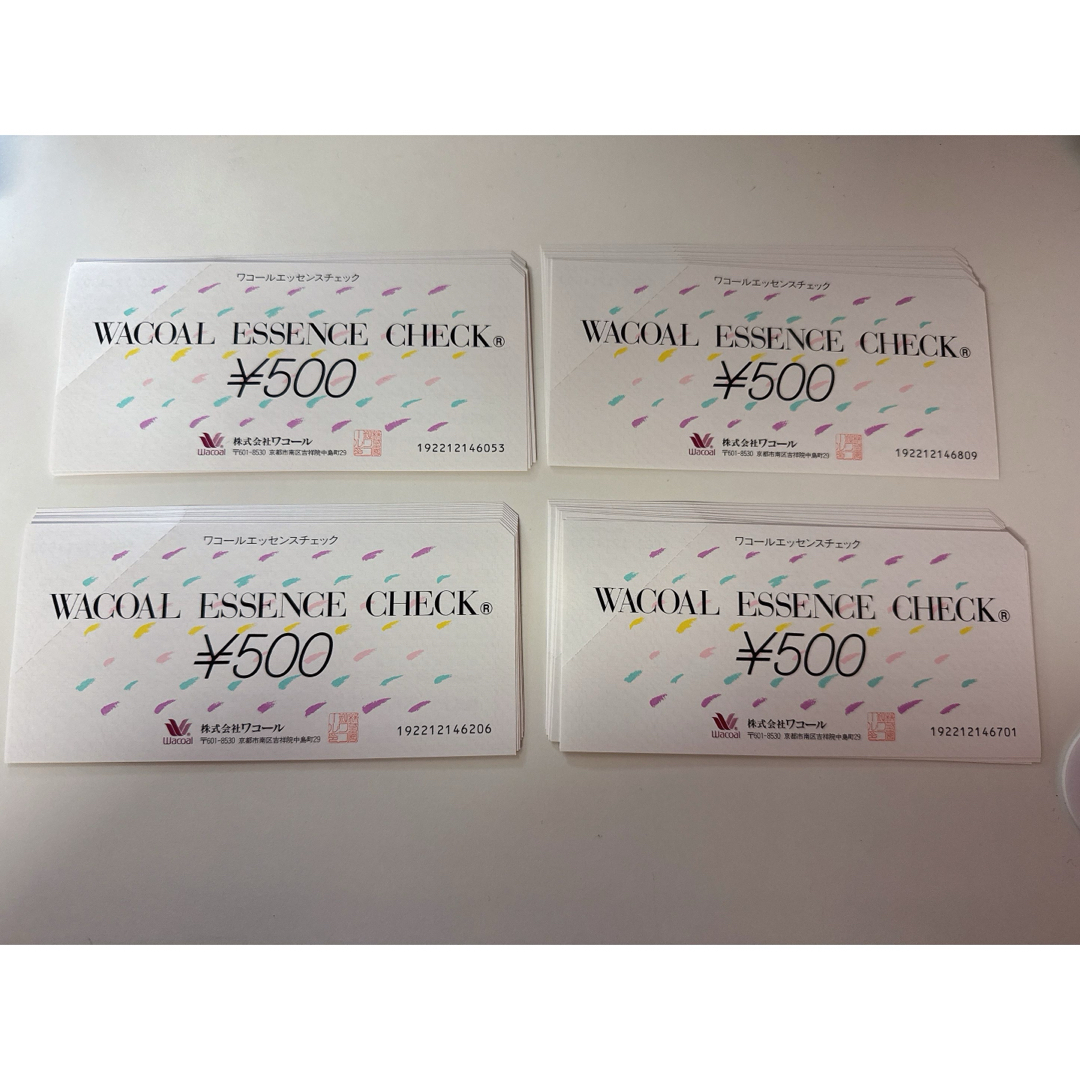 ワコールエッセンスチェック
WACOAL ESSENCE CHECK®
¥500
Wacoal
株式会社ワコール
〒601-8530 京都市南区吉祥院中島町29
192212146053
ワコールエッセンスチェック
WACOAL ESSENCE CHECK®
¥500
Wacoal
株式会社ワコール
〒601-8530 京都市南区吉祥院中島町29
192212146809
ワコールエッセンスチェック
WACOAL ESSENCE CHECK®
¥500
Wacoal
株式会社ワコール
〒601-8530 京都市南区吉祥院中島町29
192212146206
ワコールエッセンスチェック
WACOAL ESSENCE CHECK®
¥500
Wacoal
株式会社ワコール
〒601-8530 京都市南区吉祥院中島町29
192212146701